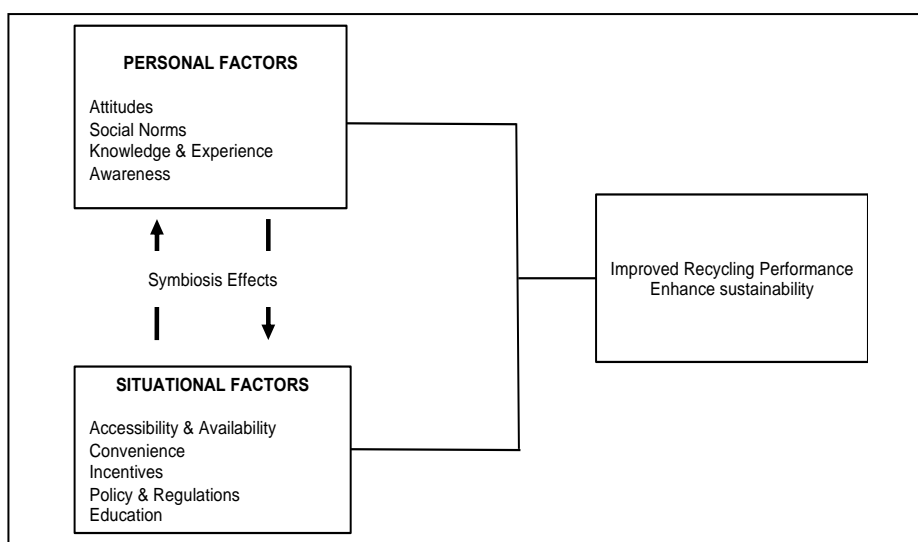 PERSONAL FACTORS
Attitudes
Social Norms
Knowledge & Experience
Awareness
Symbiosis Effects
SITUATIONAL FACTORS
Accessibility & Availability
Convenience
Incentives
Policy & Regulations
Education
Improved Recycling Performance
Enhance sustainability